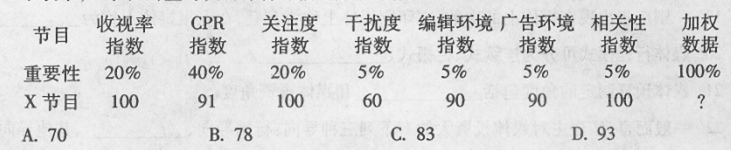 节目 收视率指数 CPR指数 关注度指数 干扰度指数 编辑环境指数 广告环境指数 相关性指数 加权数据
重要性 20% 40% 20% 5% 5% 5% 5% 100%
X 节目 100 91 100 60 90 90 100 ?
A. 70 B. 78 C. 83 D. 93